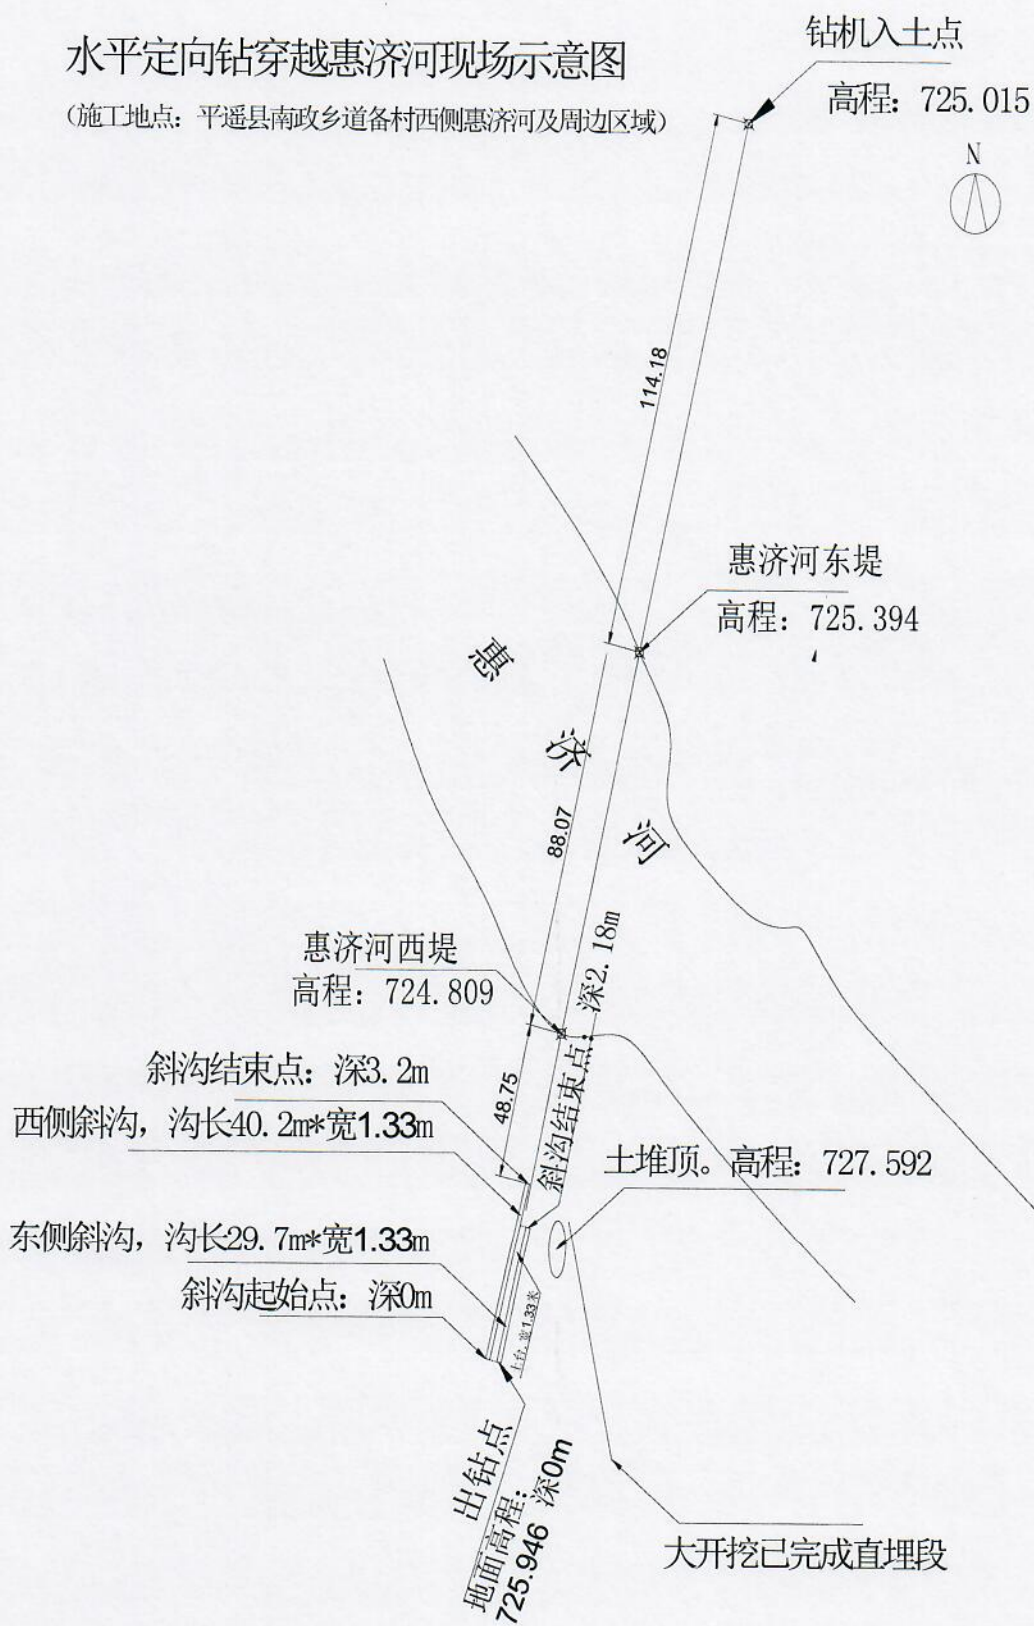 水平定向钻穿越惠济河现场示意图
（施工地点：平遥县南政乡道备村西侧惠济河及周边区域）
钻机入土点
高程：725.015
N
114.18
惠济河东堤
高程：725.394
惠
济
河
88.07
惠济河西堤
高程：724.809
斜沟结束点：深2.18m
斜沟结束点：深3.2m
48.75
西侧斜沟，沟长40.2m*宽1.33m
土堆顶。高程：727.592
东侧斜沟，沟长29.7m*宽1.33m
斜沟起始点：深0m
土台，宽1.33米
出钻点
地面高程：
725.946 深0m
大开挖已完成直埋段